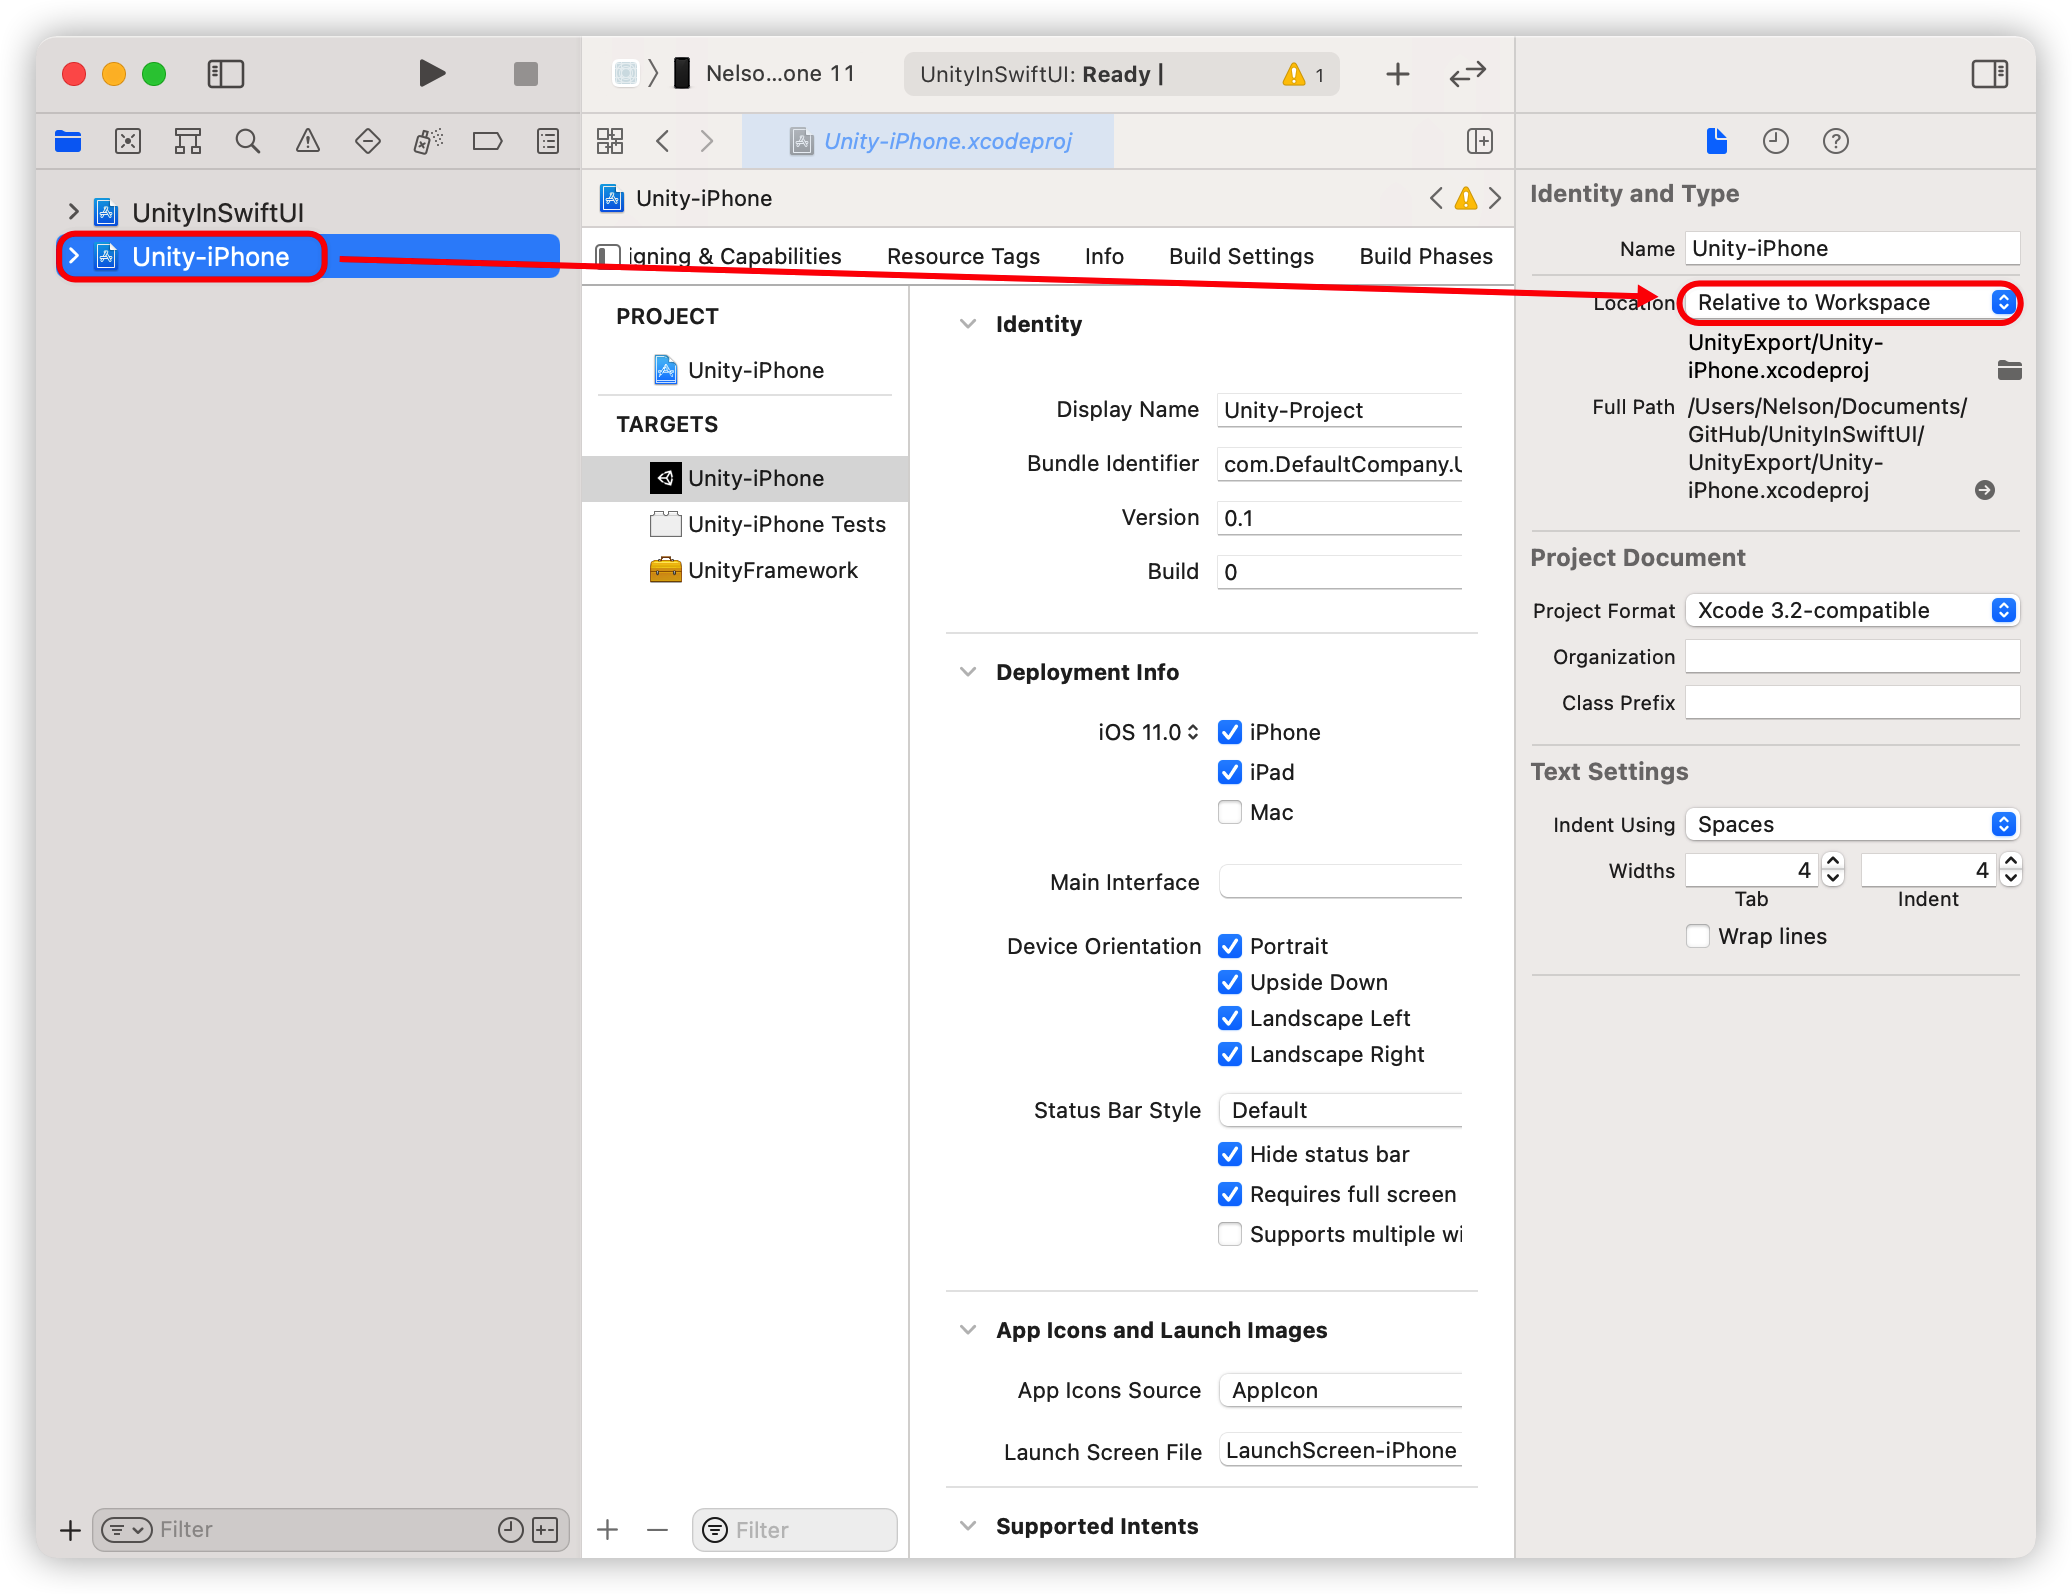 Nelso...one 11
UnityInSwiftUI: Ready | 1
Unity-iPhone.xcodeproj
UnityInSwiftUI
Unity-iPhone
Unity-iPhone
igning & Capabilities Resource Tags Info Build Settings Build Phases
PROJECT
Unity-iPhone
TARGETS
Unity-iPhone
Unity-iPhone Tests
UnityFramework
Identity
Display Name Unity-Project
Bundle Identifier com.DefaultCompany.U
Version 0.1
Build 0
Deployment Info
iOS 11.0 iPhone
iPad
Mac
Main Interface
Device Orientation Portrait
Upside Down
Landscape Left
Landscape Right
Status Bar Style Default
Hide status bar
Requires full screen
Supports multiple wi
App Icons and Launch Images
App Icons Source AppIcon
Launch Screen File LaunchScreen-iPhone
Supported Intents
Identity and Type
Name Unity-iPhone
Location Relative to Workspace
UnityExport/Unity-
iPhone.xcodeproj
Full Path /Users/Nelson/Documents/
GitHub/UnityInSwiftUI/
UnityExport/Unity-
iPhone.xcodeproj
Project Document
Project Format Xcode 3.2-compatible
Organization
Class Prefix
Text Settings
Indent Using Spaces
Widths 4 4
Tab Indent
Wrap lines
Filter
Filter